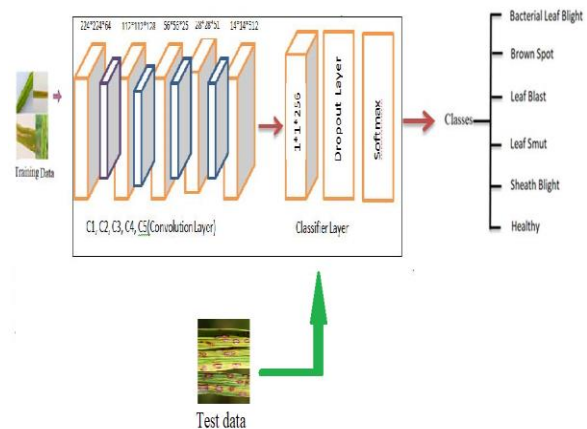 224*224*64 112*112*128 56*56*25 28*28*51 14*14*512
Training Data
1*1*256
Dropout Layer
Softmax
C1, C2, C3, C4, C5(Convolution Layer)
Classifier Layer
Classes
Bacterial Leaf Blight
Brown Spot
Leaf Blast
Leaf Smut
Sheath Blight
Healthy
Test data